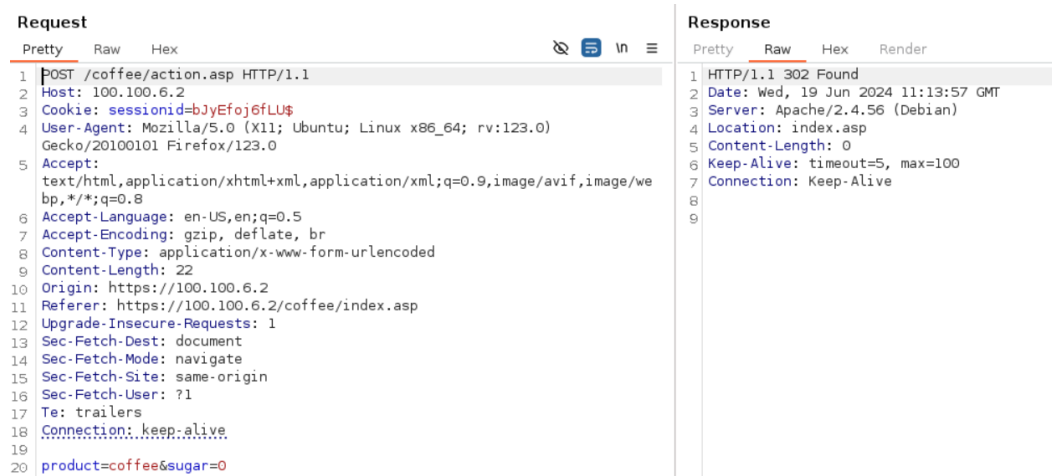 Request
Pretty Raw Hex \n
1 POST /coffee/action.asp HTTP/1.1
2 Host: 100.100.6.2
3 Cookie: sessionid=bJyEfoj6fLU$
4 User-Agent: Mozilla/5.0 (X11; Ubuntu; Linux x86_64; rv:123.0)
Gecko/20100101 Firefox/123.0
5 Accept:
text/html,application/xhtml+xml,application/xml;q=0.9,image/avif,image/we
bp,*/*;q=0.8
6 Accept-Language: en-US,en;q=0.5
7 Accept-Encoding: gzip, deflate, br
8 Content-Type: application/x-www-form-urlencoded
9 Content-Length: 22
10 Origin: https://100.100.6.2
11 Referer: https://100.100.6.2/coffee/index.asp
12 Upgrade-Insecure-Requests: 1
13 Sec-Fetch-Dest: document
14 Sec-Fetch-Mode: navigate
15 Sec-Fetch-Site: same-origin
16 Sec-Fetch-User: ?1
17 Te: trailers
18 Connection: keep-alive
19
20 product=coffee&sugar=0
Response
Pretty Raw Hex Render
1 HTTP/1.1 302 Found
2 Date: Wed, 19 Jun 2024 11:13:57 GMT
3 Server: Apache/2.4.56 (Debian)
4 Location: index.asp
5 Content-Length: 0
6 Keep-Alive: timeout=5, max=100
7 Connection: Keep-Alive
8
9